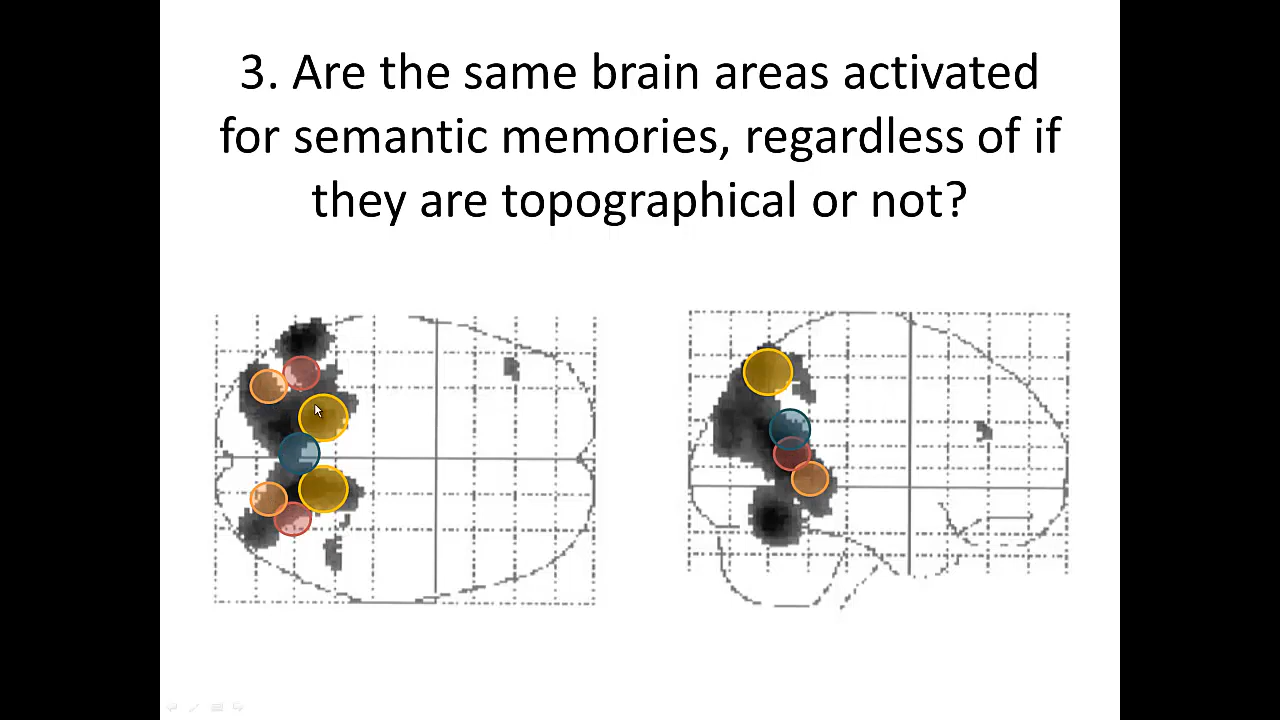 3. Are the same brain areas activated
for semantic memories, regardless of if
they are topographical or not?